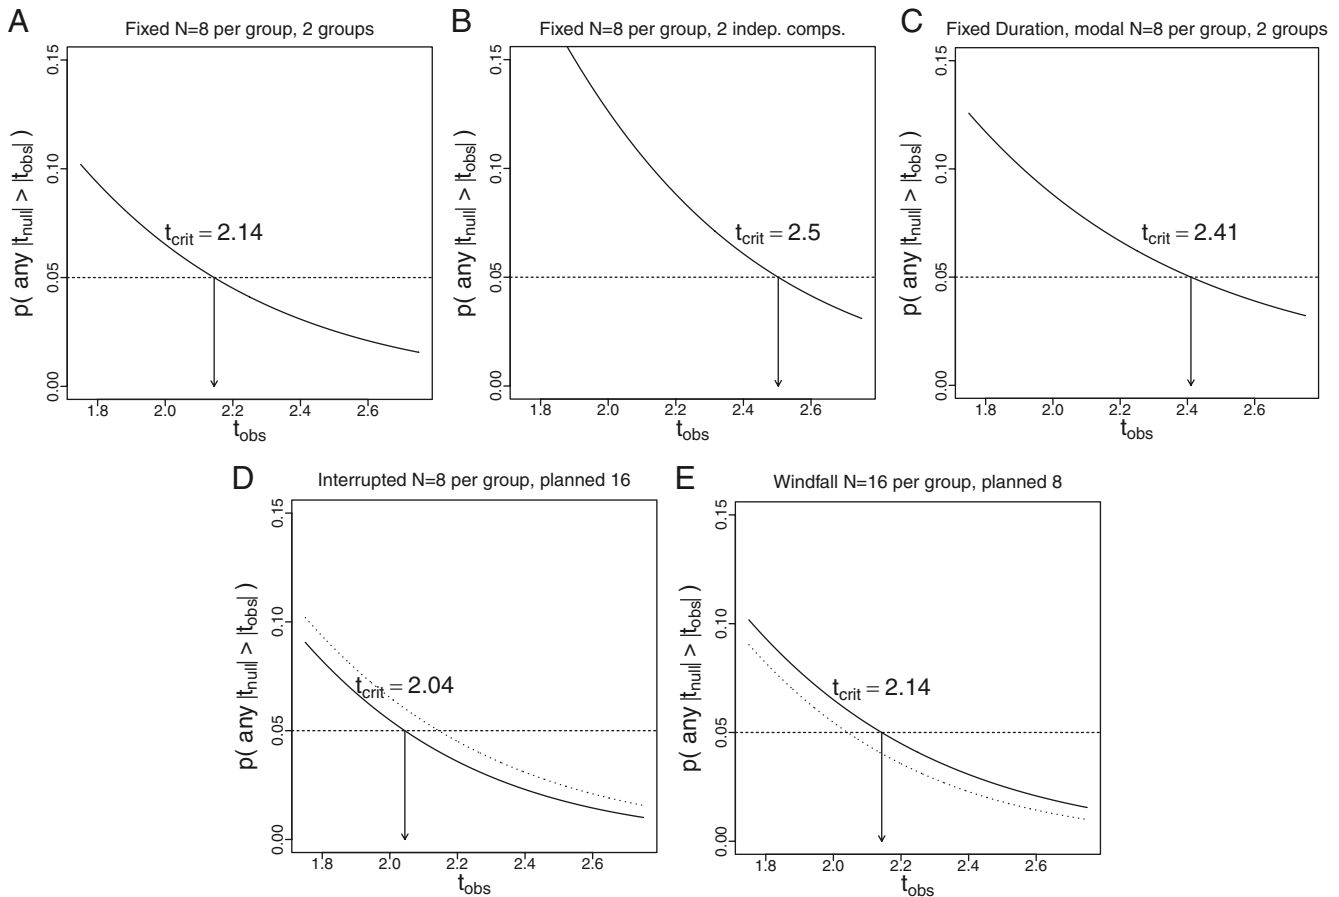 A
Fixed N=8 per group, 2 groups
p( any |tnull| > |tobs| )
0.15
0.10
0.05
0.00
tcrit = 2.14
1.8 2.0 2.2 2.4 2.6
tobs
B
Fixed N=8 per group, 2 indep. comps.
p( any |tnull| > |tobs| )
0.15
0.10
0.05
0.00
tcrit = 2.5
1.8 2.0 2.2 2.4 2.6
tobs
C
Fixed Duration, modal N=8 per group, 2 groups
p( any |tnull| > |tobs| )
0.15
0.10
0.05
0.00
tcrit = 2.41
1.8 2.0 2.2 2.4 2.6
tobs
D
Interrupted N=8 per group, planned 16
p( any |tnull| > |tobs| )
0.15
0.10
0.05
0.00
tcrit = 2.04
1.8 2.0 2.2 2.4 2.6
tobs
E
Windfall N=16 per group, planned 8
p( any |tnull| > |tobs| )
0.15
0.10
0.05
0.00
tcrit = 2.14
1.8 2.0 2.2 2.4 2.6
tobs